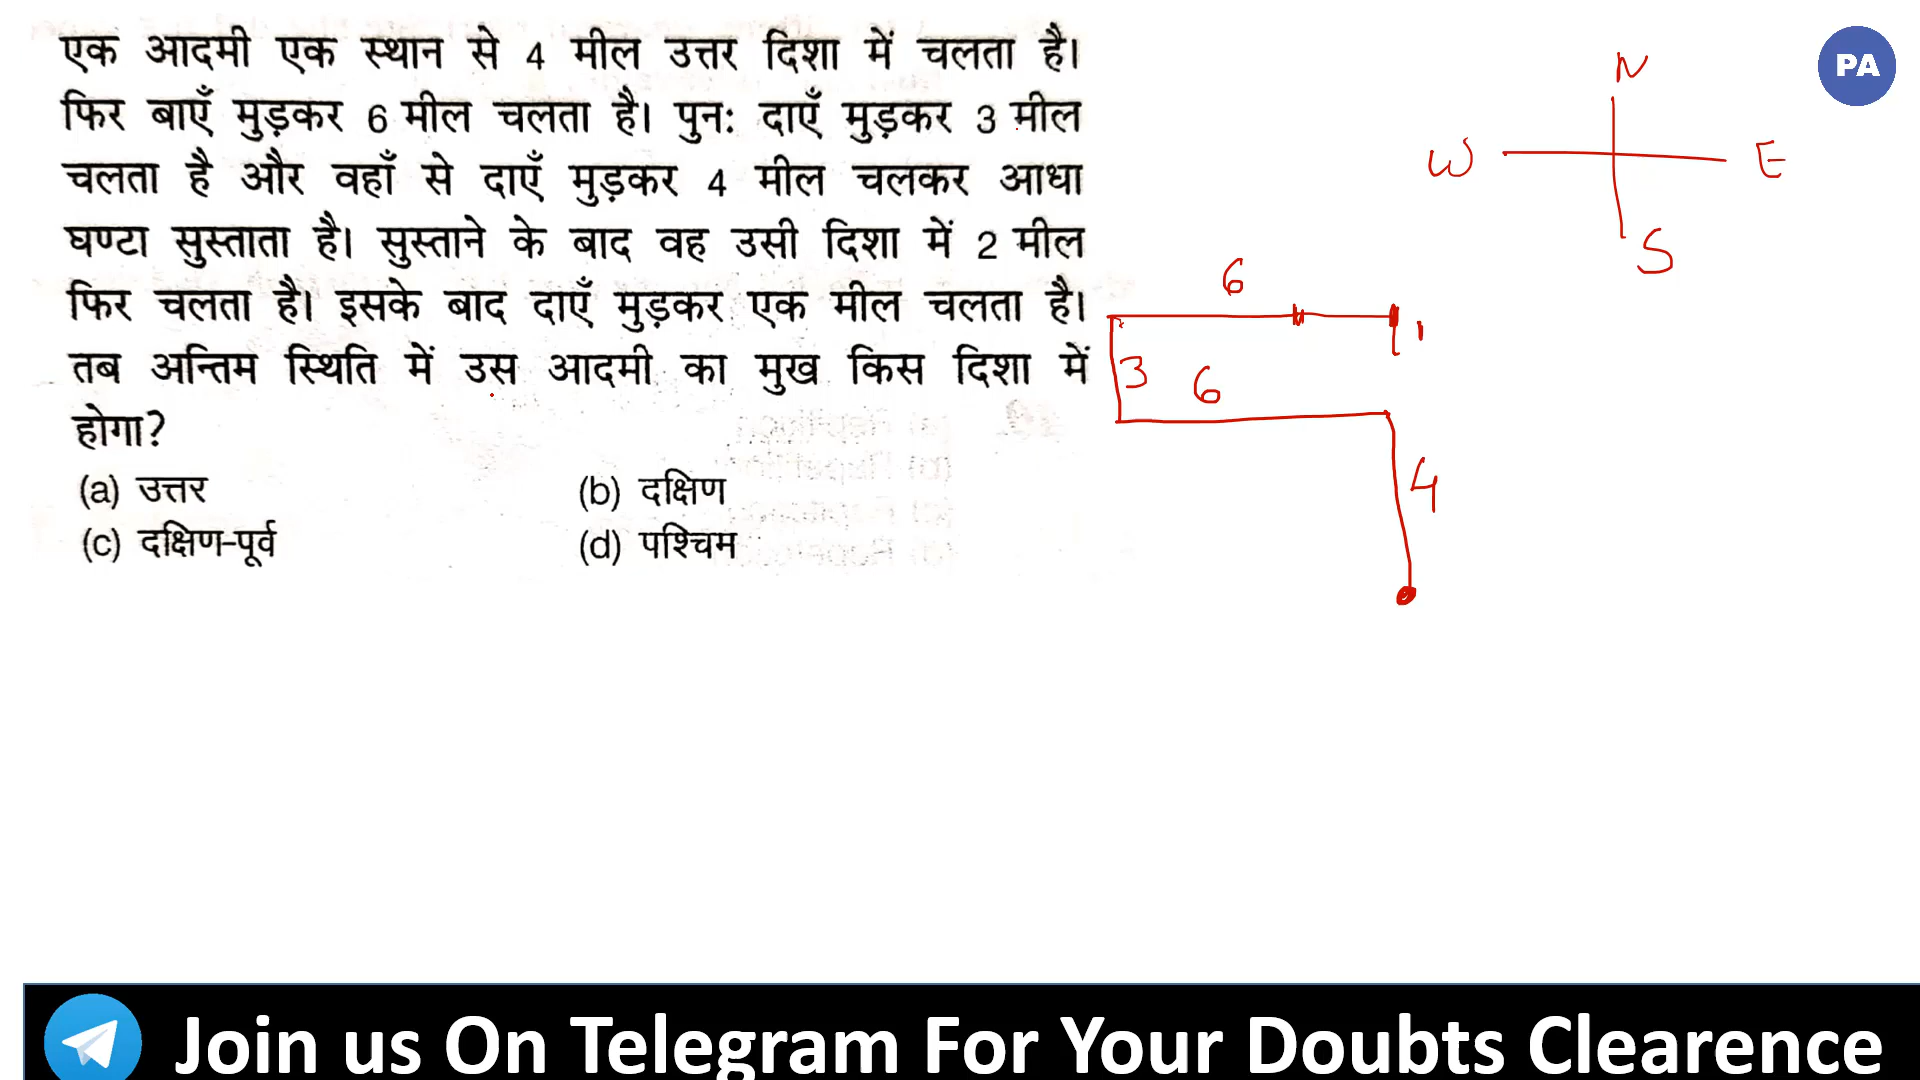 एक आदमी एक स्थान से 4 मील उत्तर दिशा में चलता है।
फिर बाएँ मुड़कर 6 मील चलता है। पुनः दाएँ मुड़कर 3 मील
चलता है और वहाँ से दाएँ मुड़कर 4 मील चलकर आधा
घण्टा सुस्ताता है। सुस्ताने के बाद वह उसी दिशा में 2 मील
फिर चलता है। इसके बाद दाएँ मुड़कर एक मील चलता है।
तब अन्तिम स्थिति में उस आदमी का मुख किस दिशा में
होगा?
(a) उत्तर (b) दक्षिण
(c) दक्षिण-पूर्व (d) पश्चिम
PA
N
W E
S
6
1
3 6
4
Join us On Telegram For Your Doubts Clearence